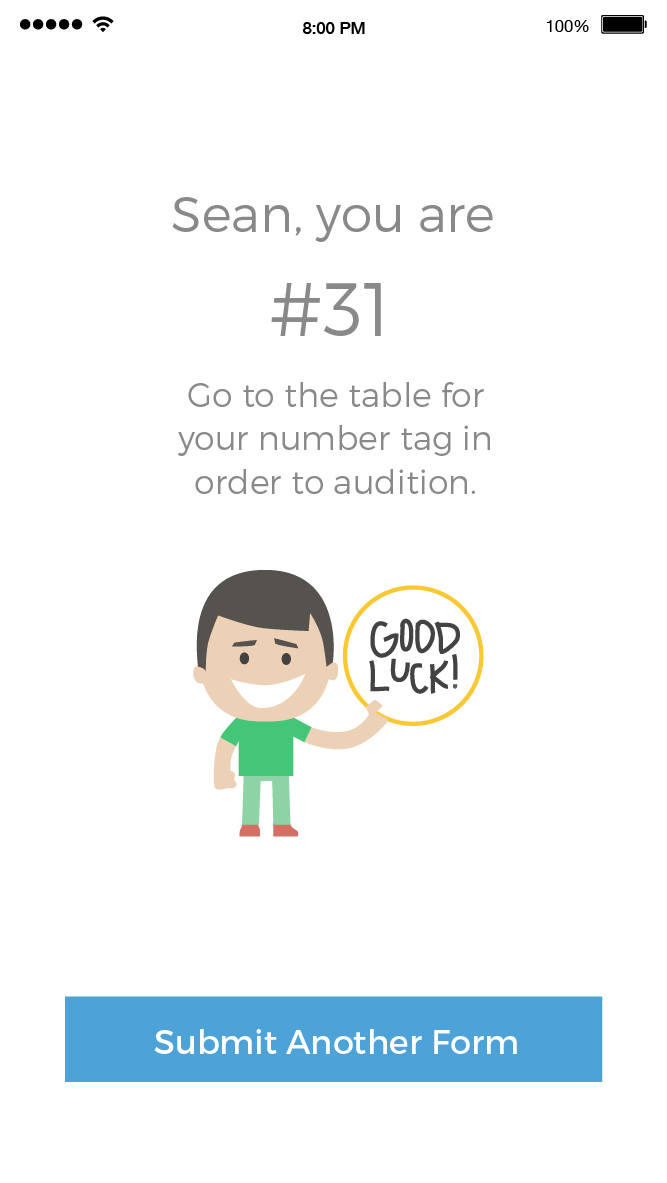 8:00 PM
100%
Sean, you are
#31
Go to the table for
your number tag in
order to audition.
GOOD
LUCK!
Submit Another Form